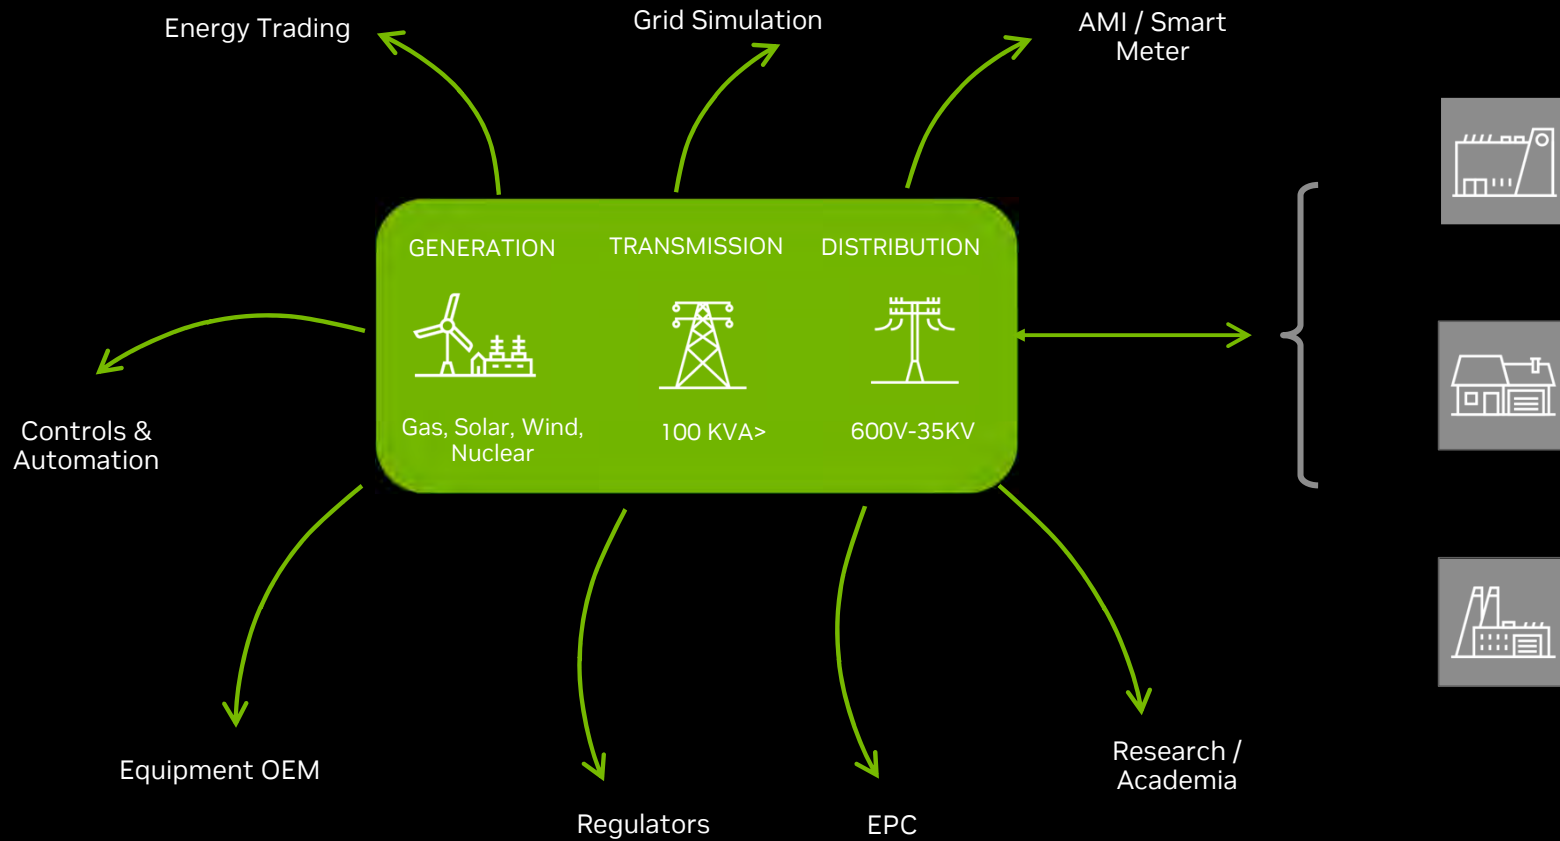 Energy Trading
Grid Simulation
AMI / Smart
Meter
GENERATION
TRANSMISSION
DISTRIBUTION
Gas, Solar, Wind,
Nuclear
100 KVA>
600V-35KV
Controls &
Automation
Equipment OEM
Regulators
EPC
Research /
Academia